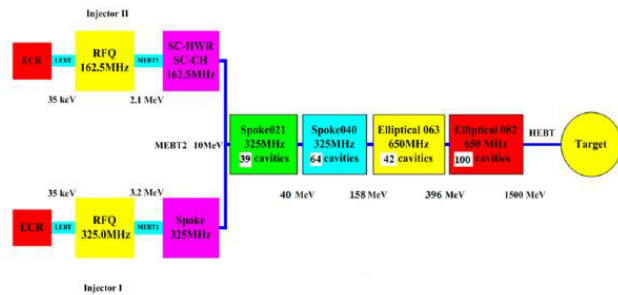 Injector II
ECR
LEBT
RFQ
162.5MHz
MEBT1
SC-HWR
SC-CH
162.5MHz
35 keV
2.1 MeV
MEBT2 10MeV
Spoke021
325MHz
39 cavities
Spoke040
325MHz
64 cavities
Elliptical 063
650MHz
42 cavities
Elliptical 082
650 MHz
100 cavities
HEBT
Target
40 MeV
158 MeV
396 MeV
1500 MeV
35 keV
3.2 MeV
ECR
LEBT
RFQ
325.0MHz
MEBT1
Spoke
325MHz
Injector I